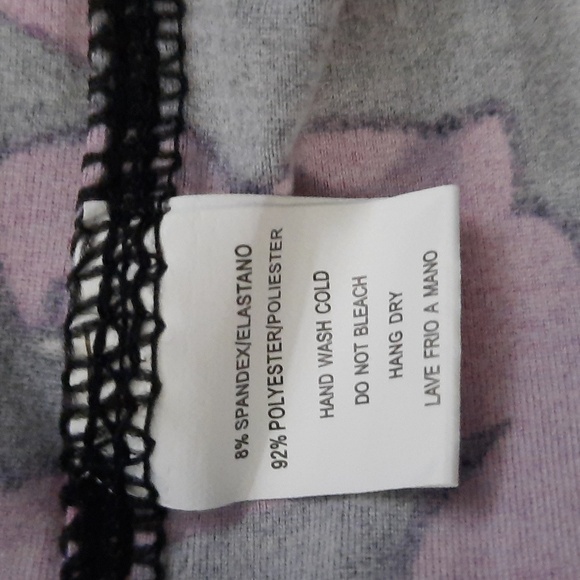 8% SPANDEX/ELASTANO
92% POLYESTER/POLIESTER
HAND WASH COLD
DO NOT BLEACH
HANG DRY
LAVE FRIO A MANO